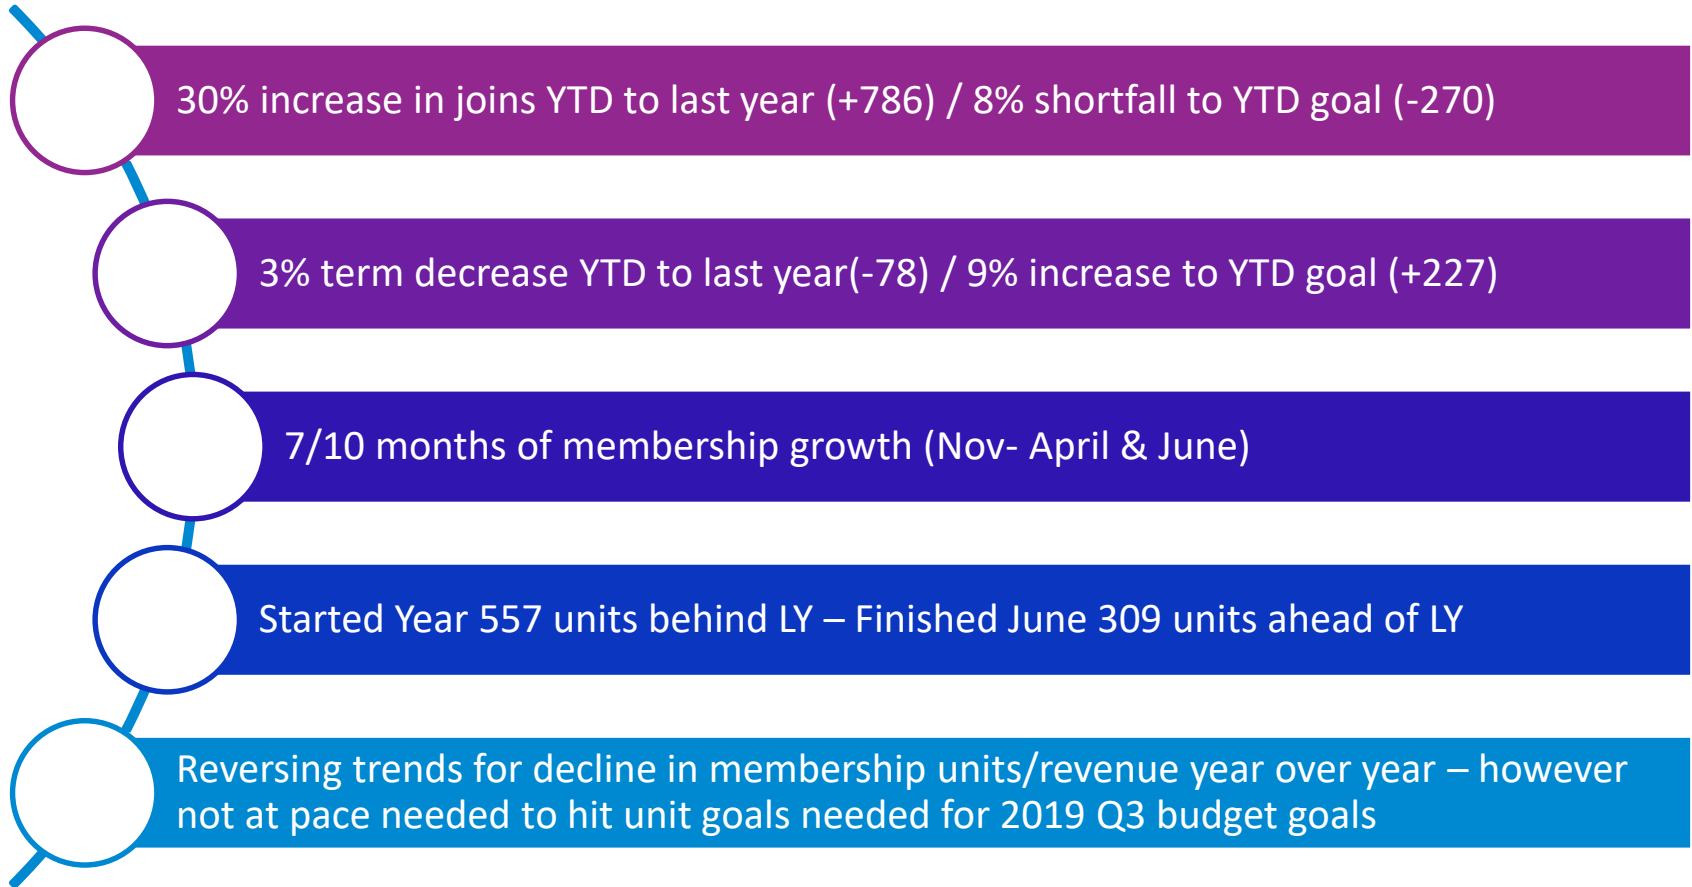 30% increase in joins YTD to last year (+786) / 8% shortfall to YTD goal (-270)
3% term decrease YTD to last year(-78) / 9% increase to YTD goal (+227)
7/10 months of membership growth (Nov- April & June)
Started Year 557 units behind LY – Finished June 309 units ahead of LY
Reversing trends for decline in membership units/revenue year over year – however
not at pace needed to hit unit goals needed for 2019 Q3 budget goals